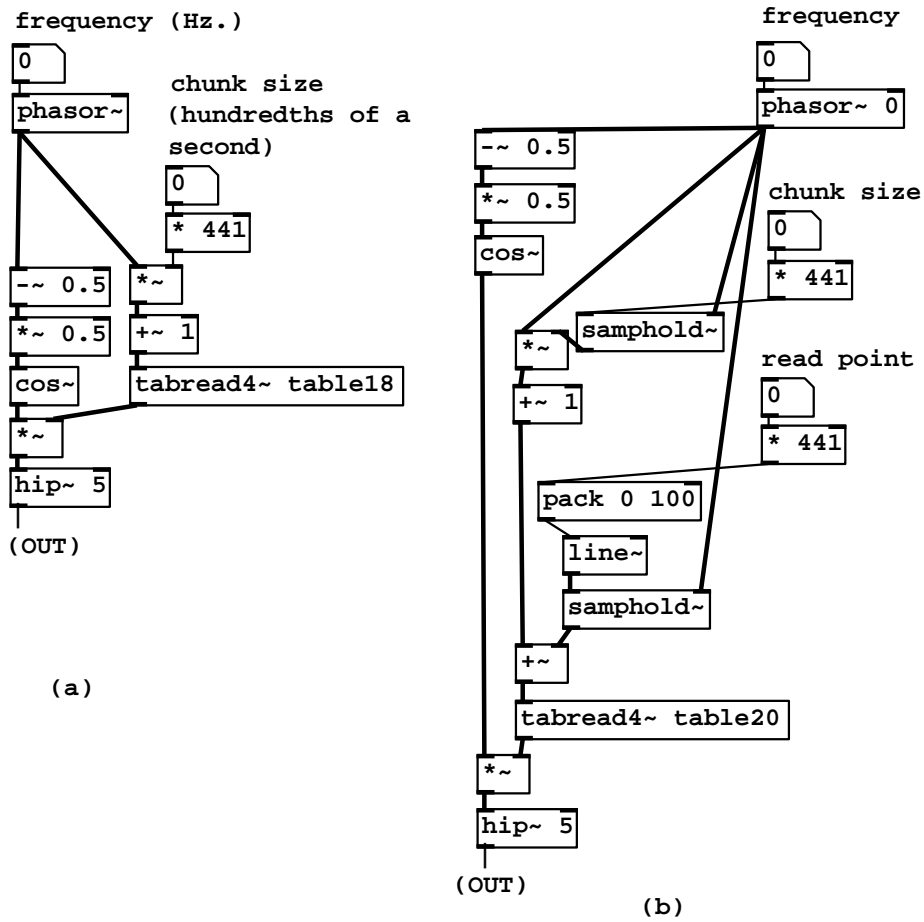 frequency (Hz.)
0
phasor~
chunk size
(hundredths of a
second)
0
* 441
-~ 0.5
*~
*~ 0.5
+~ 1
cos~
tabread4~ table18
*~
hip~ 5
(OUT)
(a)
frequency
0
phasor~ 0
-~ 0.5
*~ 0.5
cos~
chunk size
0
* 441
samphold~
*~
+~ 1
read point
0
* 441
pack 0 100
line~
samphold~
+~
tabread4~ table20
*~
hip~ 5
(OUT)
(b)